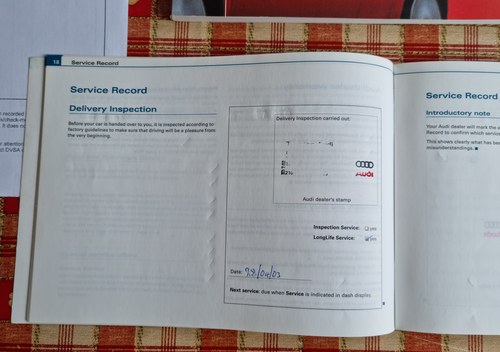 18 Service Record
Service Record
Delivery Inspection
Before your car is handed over to you, it is inspected according to
factory guidelines to make sure that driving will be a pleasure from
the very beginning.
Delivery inspection carried out:
Audi
Audi dealer's stamp
Inspection Service: yes
LongLife Service: yes
Date:
Next service: due when Service is indicated in dash display
Service Record
Introductory note
Your Audi dealer will mark the
Record to confirm which service
This shows clearly what has be
misunderstandings.
recorded